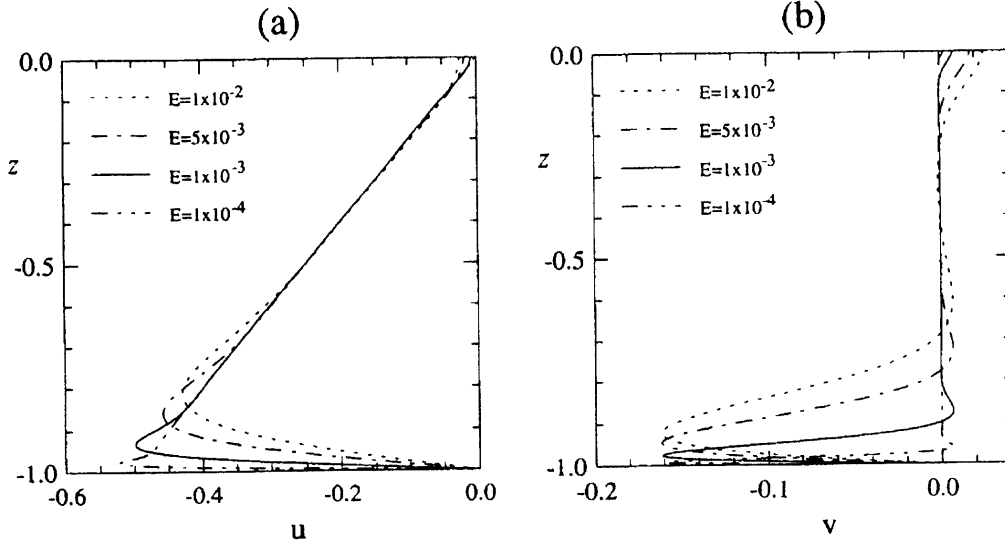 (a)
0.0
E=1x10⁻²
E=5x10⁻³
z
E=1x10⁻³
E=1x10⁻⁴
-0.5
-1.0
-0.6 -0.4 -0.2 0.0
u
(b)
0.0
E=1x10⁻²
E=5x10⁻³
z
E=1x10⁻³
E=1x10⁻⁴
-0.5
-1.0
-0.2 -0.1 0.0
v